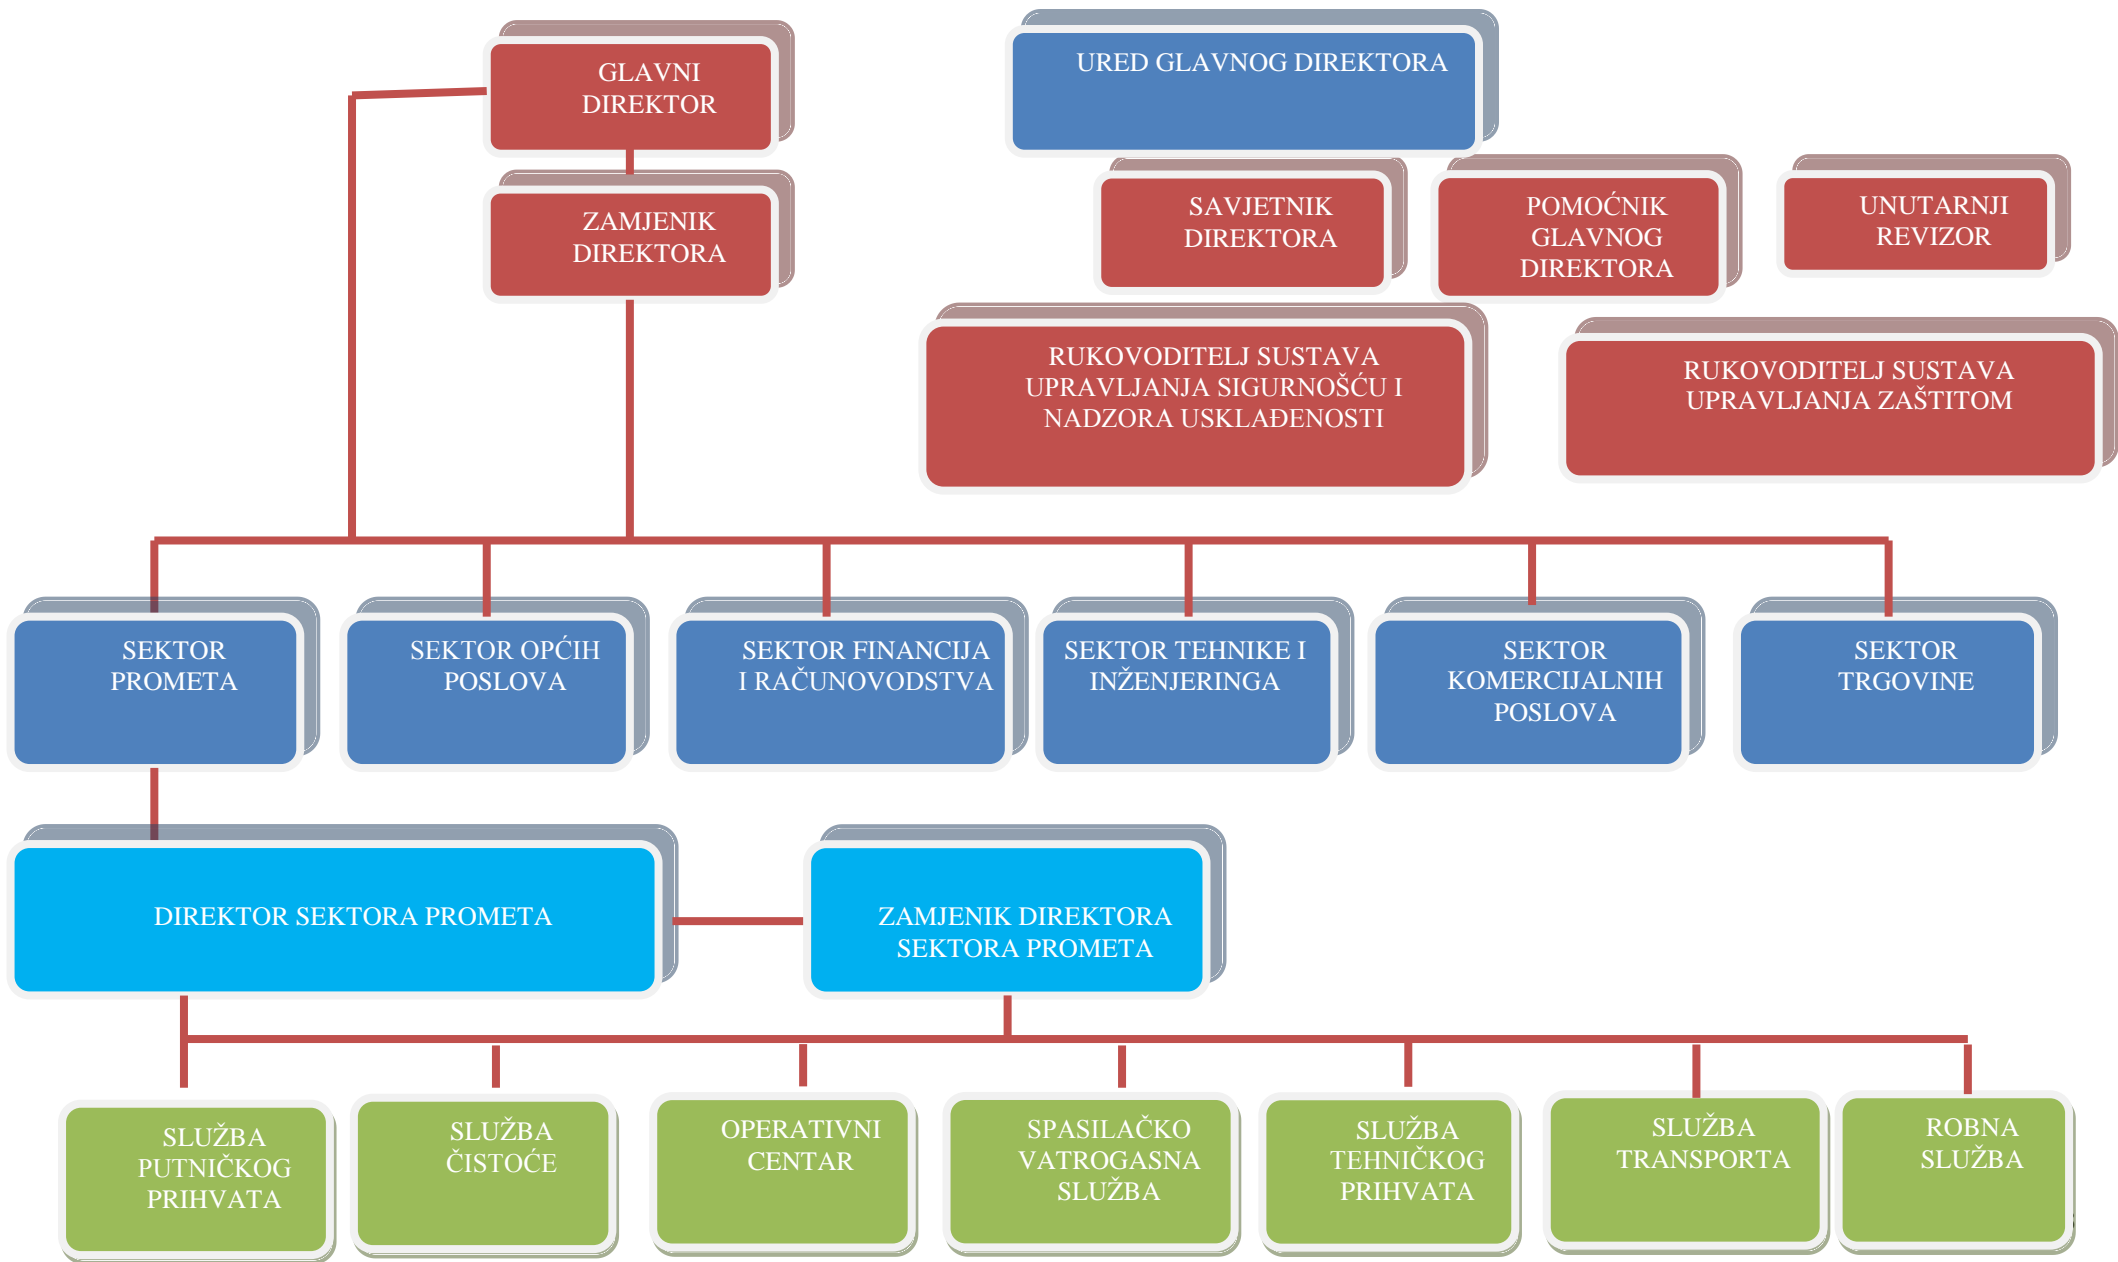 GLAVNI
DIREKTOR
URED GLAVNOG DIREKTORA
ZAMJENIK
DIREKTORA
SAVJETNIK
DIREKTORA
POMOĆNIK
GLAVNOG
DIREKTORA
UNUTARNJI
REVIZOR
RUKOVODITELJ SUSTAVA
UPRAVLJANJA SIGURNOŠĆU I
NADZORA USKLAĐENOSTI
RUKOVODITELJ SUSTAVA
UPRAVLJANJA ZAŠTITOM
SEKTOR
PROMETA
SEKTOR OPĆIH
POSLOVA
SEKTOR FINANCIJA
I RAČUNOVODSTVA
SEKTOR TEHNIKE I
INŽENJERINGA
SEKTOR
KOMERCIJALNIH
POSLOVA
SEKTOR
TRGOVINE
DIREKTOR SEKTORA PROMETA
ZAMJENIK DIREKTORA
SEKTORA PROMETA
SLUŽBA
PUTNIČKOG
PRIHVATA
SLUŽBA
ČISTOĆE
OPERATIVNI
CENTAR
SPASILAČKO
VATROGASNA
SLUŽBA
SLUŽBA
TEHNIČKOG
PRIHVATA
SLUŽBA
TRANSPORTA
ROBNA
SLUŽBA